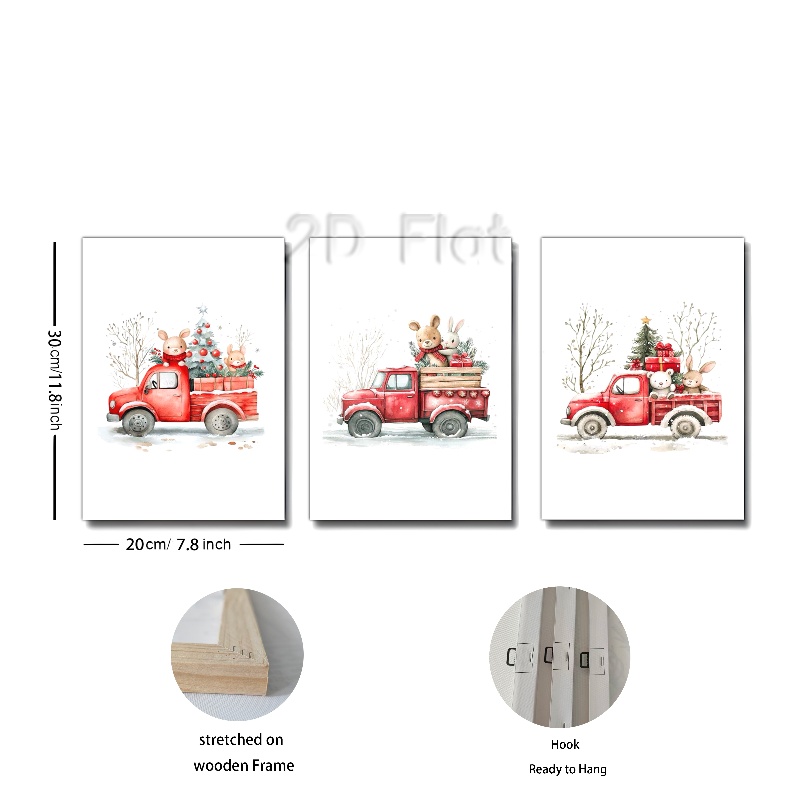 2D Flat
30cm/11.8inch
20cm/ 7.8 inch
stretched on
wooden Frame
Hook
Ready to Hang